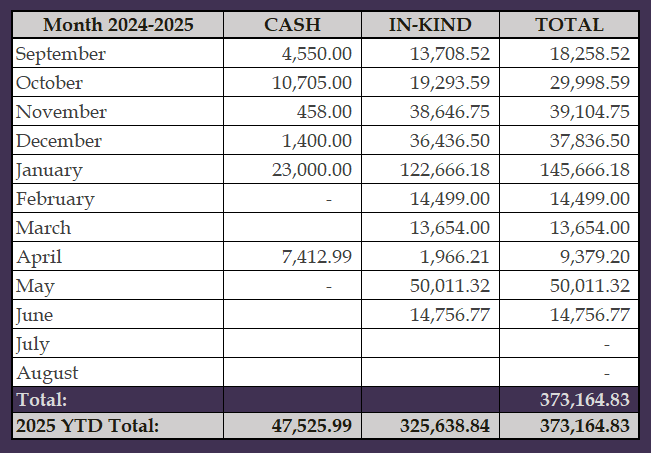 Month 2024-2025 CASH IN-KIND TOTAL
September 4,550.00 13,708.52 18,258.52
October 10,705.00 19,293.59 29,998.59
November 458.00 38,646.75 39,104.75
December 1,400.00 36,436.50 37,836.50
January 23,000.00 122,666.18 145,666.18
February - 14,499.00 14,499.00
March 13,654.00 13,654.00
April 7,412.99 1,966.21 9,379.20
May - 50,011.32 50,011.32
June 14,756.77 14,756.77
July -
August -
Total: 373,164.83
2025 YTD Total: 47,525.99 325,638.84 373,164.83